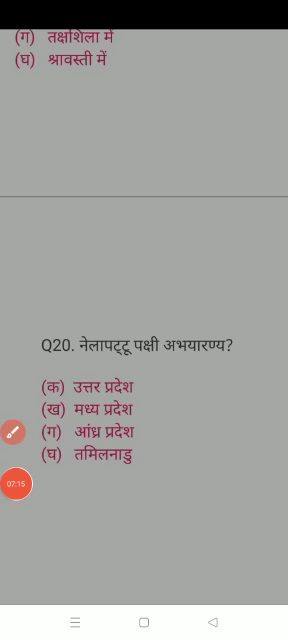 (ग) तक्षशिला में
(घ) श्रावस्ती में
Q20. नेलापट्टू पक्षी अभयारण्य?
(क) उत्तर प्रदेश
(ख) मध्य प्रदेश
(ग) आंध्र प्रदेश
(घ) तमिलनाडु
07:15